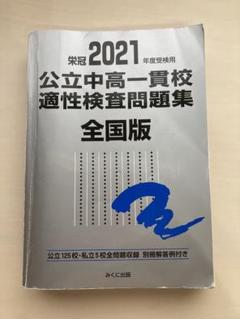 栄冠 2021 年度受検用
公立中高一貫校
適性検査問題集
全国版
公立125校・私立5校全問題収録 別冊解答例付き
みくに出版